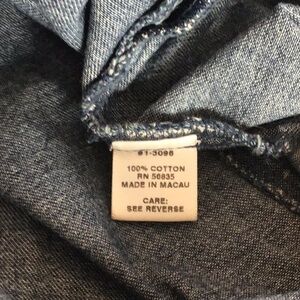 #1-3096
100% COTTON
RN 56835
MADE IN MACAU
CARE:
SEE REVERSE